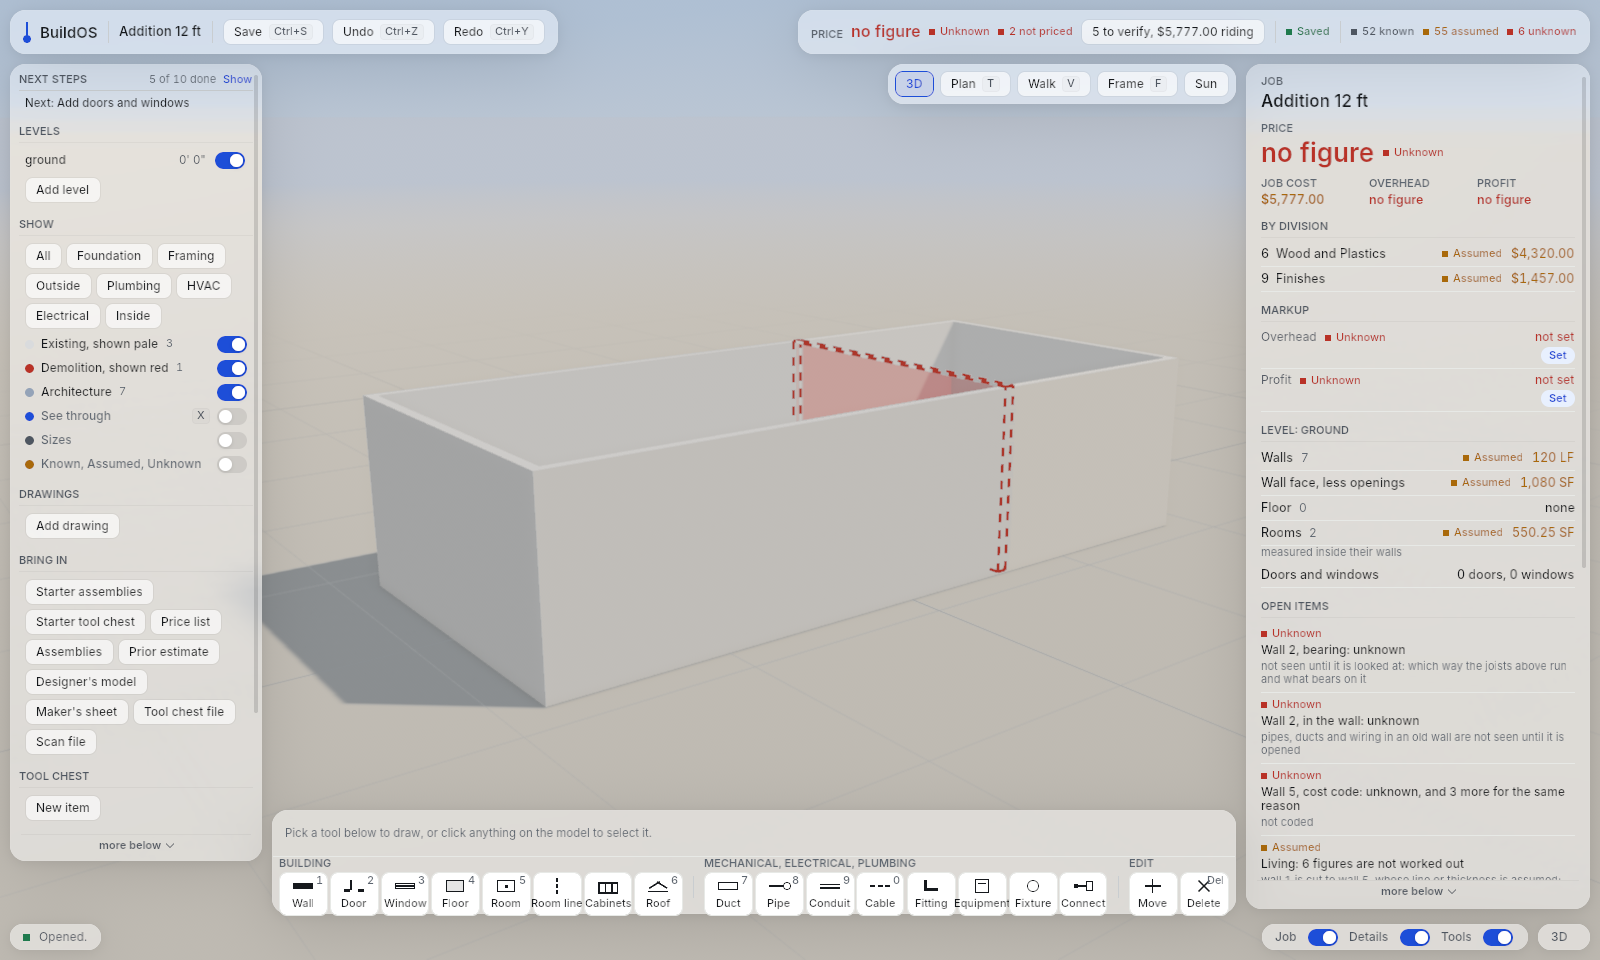 BuildOS
Addition 12 ft
Save Ctrl+S
Undo Ctrl+Z
Redo Ctrl+Y
PRICE no figure Unknown 2 not priced
5 to verify, $5,777.00 riding
Saved
52 known 55 assumed 6 unknown
NEXT STEPS 5 of 10 done Show
Next: Add doors and windows
LEVELS
ground 0' 0"
Add level
SHOW
All Foundation Framing
Outside Plumbing HVAC
Electrical Inside
Existing, shown pale 3
Demolition, shown red 1
Architecture 7
See through X
Sizes
Known, Assumed, Unknown
DRAWINGS
Add drawing
BRING IN
Starter assemblies
Starter tool chest Price list
Assemblies Prior estimate
Designer's model
Maker's sheet Tool chest file
Scan file
TOOL CHEST
New item
more below
Opened.
3D Plan T Walk V Frame F Sun
Pick a tool below to draw, or click anything on the model to select it.
BUILDING
Wall 1
Door 2
Window 3
Floor 4
Room 5
Room line
Cabinets
Roof 6
MECHANICAL, ELECTRICAL, PLUMBING
Duct 7
Pipe 8
Conduit 9
Cable 0
Fitting
Equipment
Fixture
Connect
EDIT
Move
Delete Del
JOB
Addition 12 ft
PRICE
no figure Unknown
JOB COST OVERHEAD PROFIT
$5,777.00 no figure no figure
BY DIVISION
6 Wood and Plastics Assumed $4,320.00
9 Finishes Assumed $1,457.00
MARKUP
Overhead Unknown not set
Set
Profit Unknown not set
Set
LEVEL: GROUND
Walls 7 Assumed 120 LF
Wall face, less openings Assumed 1,080 SF
Floor 0 none
Rooms 2 Assumed 550.25 SF
measured inside their walls
Doors and windows 0 doors, 0 windows
OPEN ITEMS
Unknown
Wall 2, bearing: unknown
not seen until it is looked at: which way the joists above run
and what bears on it
Unknown
Wall 2, in the wall: unknown
pipes, ducts and wiring in an old wall are not seen until it is
opened
Unknown
Wall 5, cost code: unknown, and 3 more for the same
reason
not coded
Assumed
Living: 6 figures are not worked out
wall 1 is cut to wall 5, whose line or thickness is assumed;
more below
Job Details Tools 3D